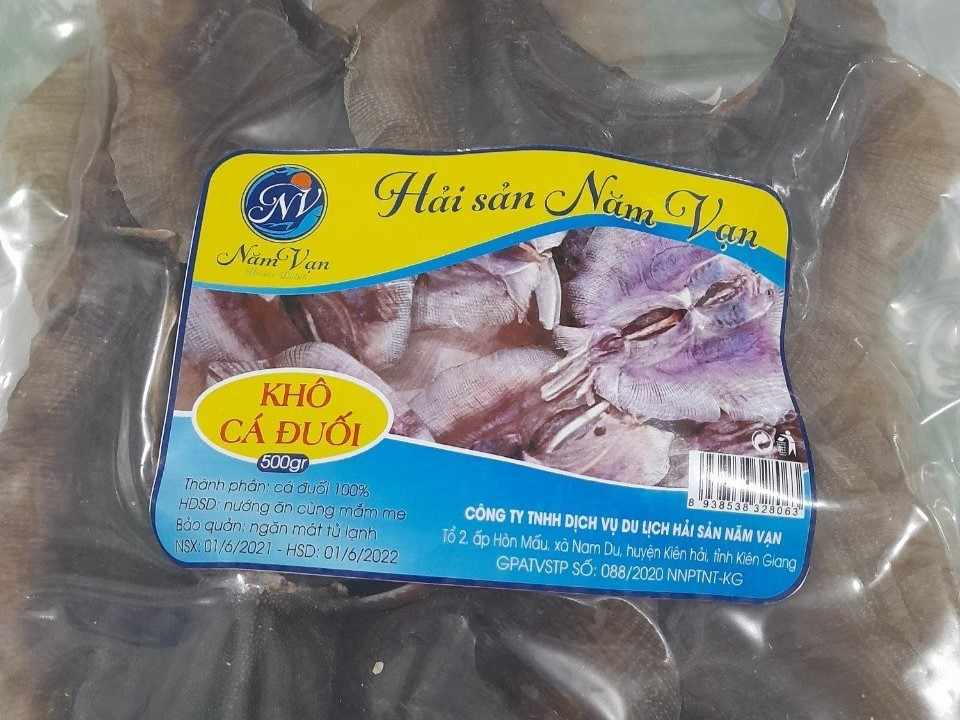 NV
Năm Vạn
Hải sản Năm Vạn
KHÔ
CÁ ĐUỐI
500gr
Thành phần: cá đuối 100%
HDSD: nướng ăn cùng mắm me
Bảo quản: ngăn mát tủ lạnh
NSX: 01/6/2021 - HSD: 01/6/2022
8 938538 328063
CÔNG TY TNHH DỊCH VỤ DU LỊCH HẢI SẢN NĂM VẠN
Tổ 2, ấp Hòn Mấu, xã Nam Du, huyện Kiên hải, tỉnh Kiên Giang
GPATVSTP SỐ: 088/2020 NNPTNT-KG